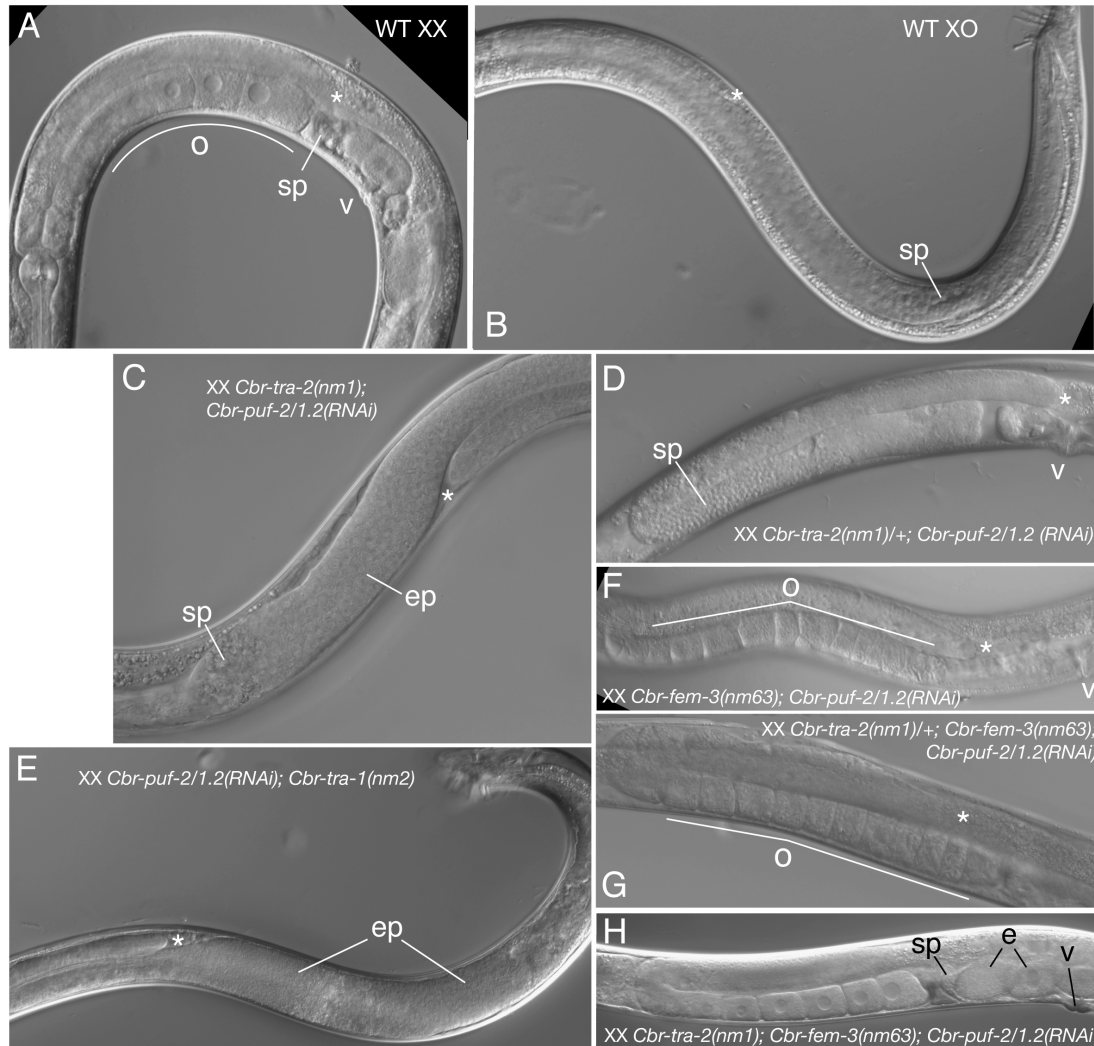 A
WT XX
*
o
sp
v
WT XO
*
sp
B
C
XX Cbr-tra-2(nm1);
Cbr-puf-2/1.2(RNAi)
*
ep
sp
D
*
sp
v
XX Cbr-tra-2(nm1)/+; Cbr-puf-2/1.2 (RNAi)
F
o
*
XX Cbr-fem-3(nm63); Cbr-puf-2/1.2(RNAi)
v
XX Cbr-tra-2(nm1)/+; Cbr-fem-3(nm63);
Cbr-puf-2/1.2(RNAi)
*
o
G
E
XX Cbr-puf-2/1.2(RNAi); Cbr-tra-1(nm2)
ep
*
H
sp
e
v
XX Cbr-tra-2(nm1); Cbr-fem-3(nm63); Cbr-puf-2/1.2(RNAi)